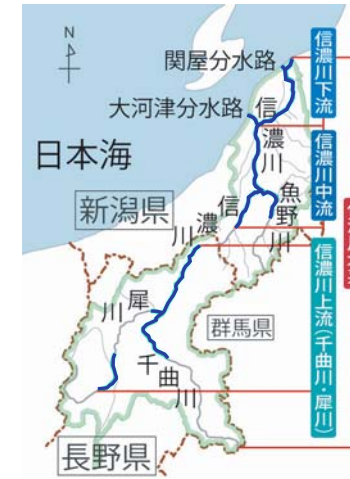 N
関屋分水路
大河津分水路
信濃川
日本海
新潟県
魚野川
信濃川
群馬県
犀川
千曲川
長野県
信濃川下流
信濃川中流
信濃川上流(千曲川・犀川)